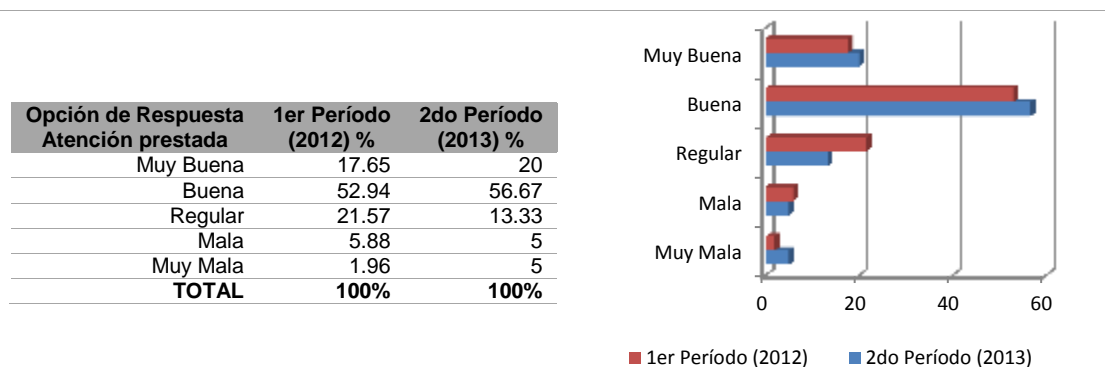 Opción de Respuesta 1er Período 2do Período
Atención prestada (2012) % (2013) %
Muy Buena 17.65 20
Buena 52.94 56.67
Regular 21.57 13.33
Mala 5.88 5
Muy Mala 1.96 5
TOTAL 100% 100%
Muy Buena
Buena
Regular
Mala
Muy Mala
0 20 40 60
1er Período (2012) 2do Período (2013)